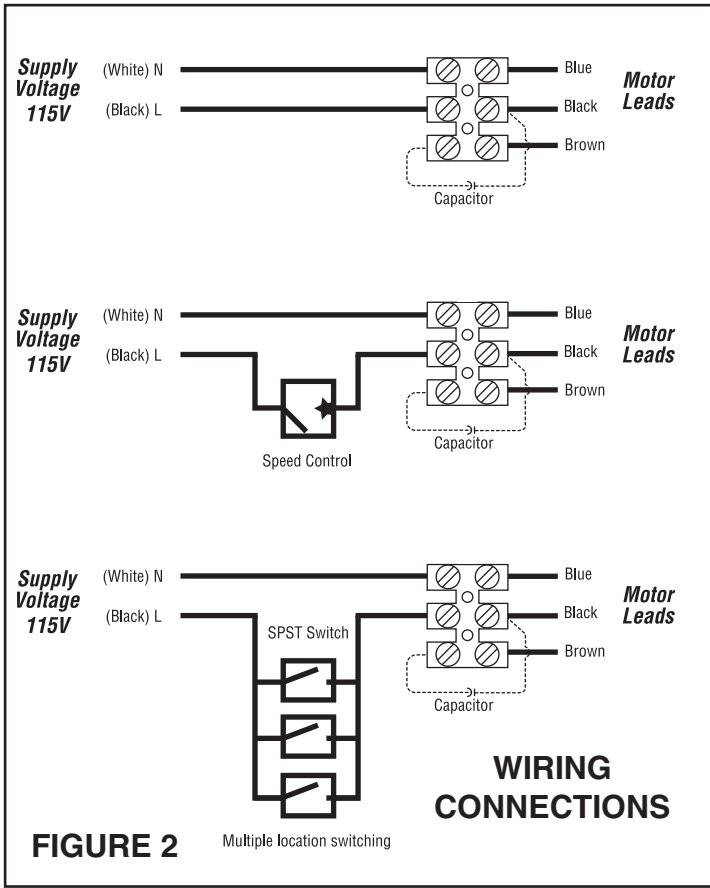 Supply
Voltage
115V
(White) N
(Black) L
Blue
Black
Brown
Motor
Leads
Capacitor
Supply
Voltage
115V
(White) N
(Black) L
Speed Control
Blue
Black
Brown
Motor
Leads
Capacitor
Supply
Voltage
115V
(White) N
(Black) L
SPST Switch
Blue
Black
Brown
Motor
Leads
Capacitor
WIRING
CONNECTIONS
FIGURE 2
Multiple location switching